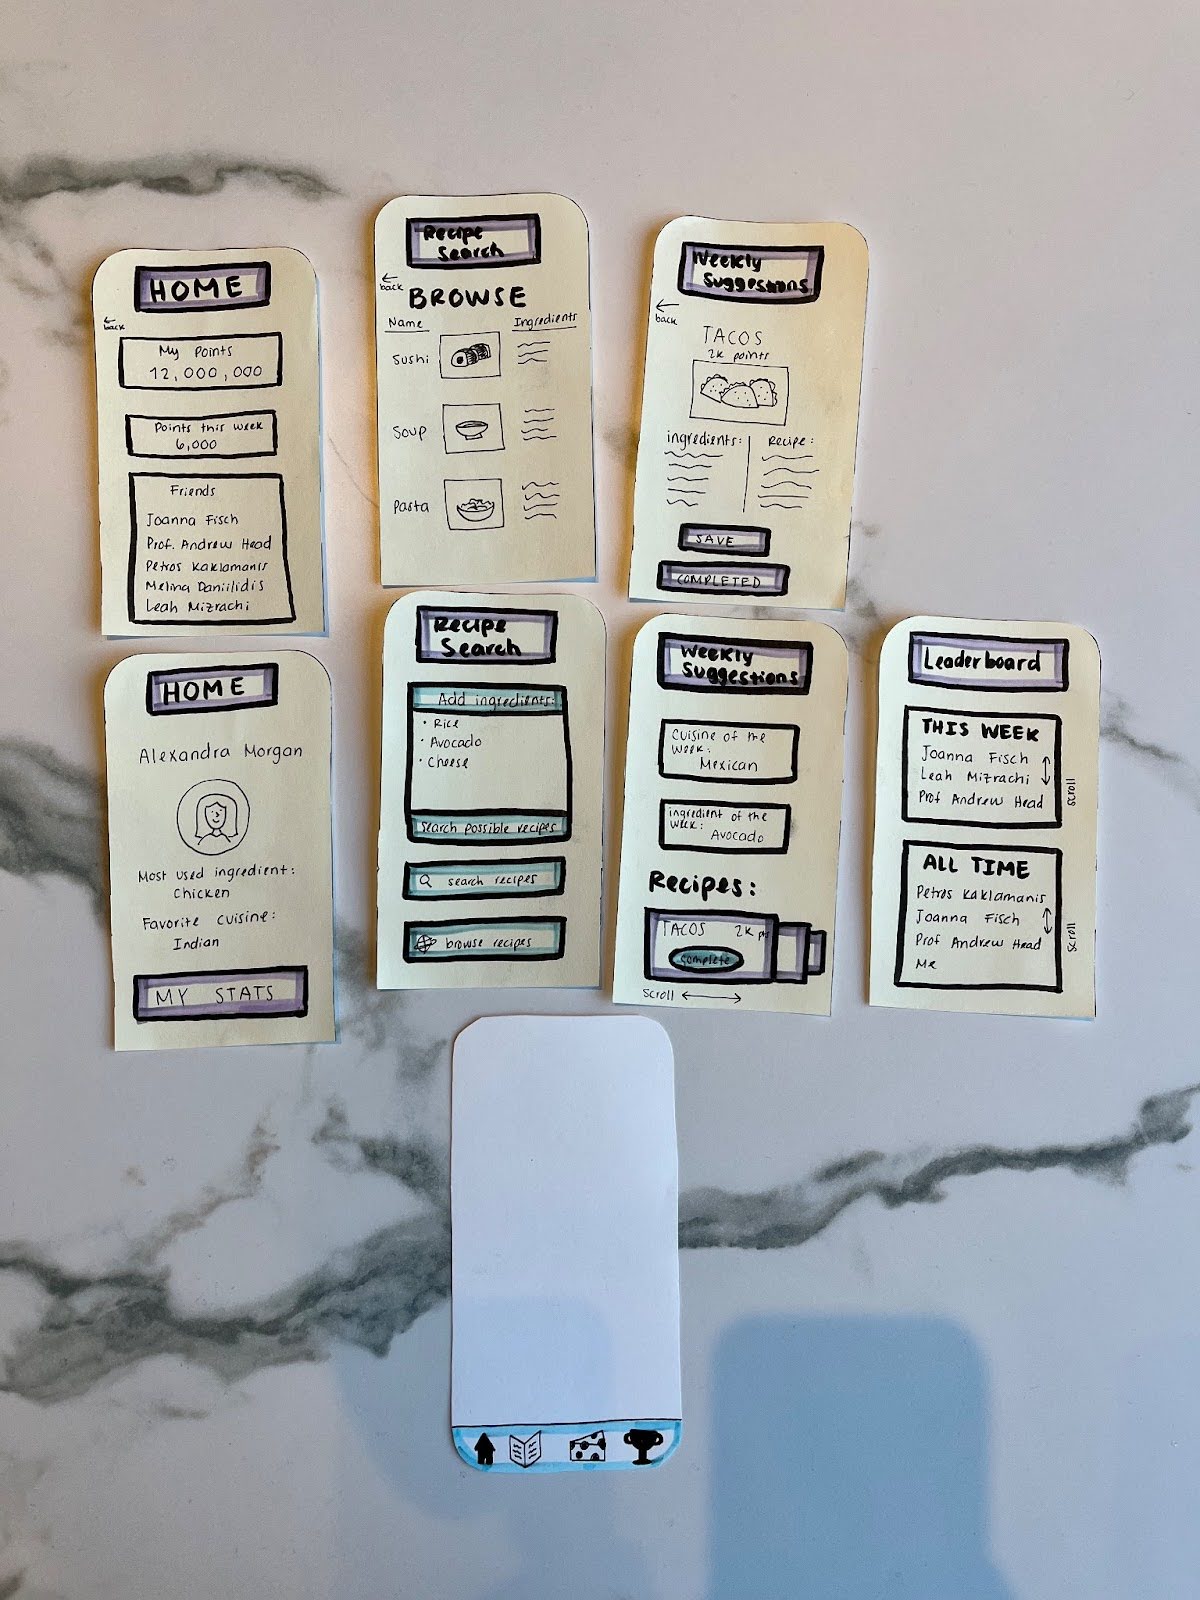 HOME
← back
My Points
12,000,000
Points this week
6,000
Friends
Joanna Fisch
Prof. Andrew Head
Petros Kaklamanis
Melina Daniilidis
Leah Mizrachi
Recipe
Search
← back
BROWSE
Name Ingredients
Sushi
Soup
Pasta
Weekly
Suggestions
← back
TACOS
2k points
ingredients: Recipe:
SAVE
COMPLETED
HOME
Alexandra Morgan
Most used ingredient:
Chicken
Favorite cuisine:
Indian
MY STATS
Recipe
Search
Add ingredients:
• Rice
• Avocado
• Cheese
Search possible recipes
search recipes
browse recipes
Weekly
Suggestions
Cuisine of the
week:
Mexican
ingredient of the
week:
Avocado
Recipes:
TACOS 2k pts
complete
scroll ↔
Leaderboard
THIS WEEK
Joanna Fisch
Leah Mizrachi
Prof Andrew Head
scroll
ALL TIME
Petros Kaklamanis
Joanna Fisch
Prof Andrew Head
Me
scroll